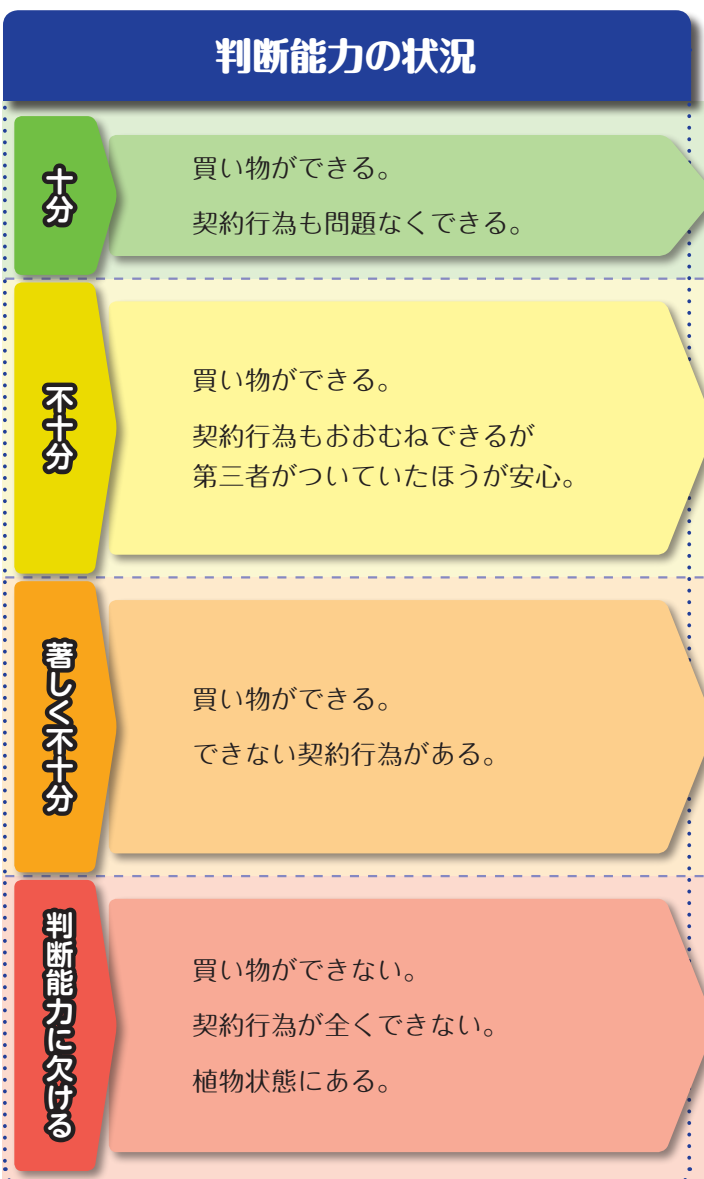 判断能力の状況
十分
買い物ができる。
契約行為も問題なくできる。
不十分
買い物ができる。
契約行為もおおむねできるが
第三者がついていたほうが安心。
著しく不十分
買い物ができる。
できない契約行為がある。
判断能力に欠ける
買い物ができない。
契約行為が全くできない。
植物状態にある。